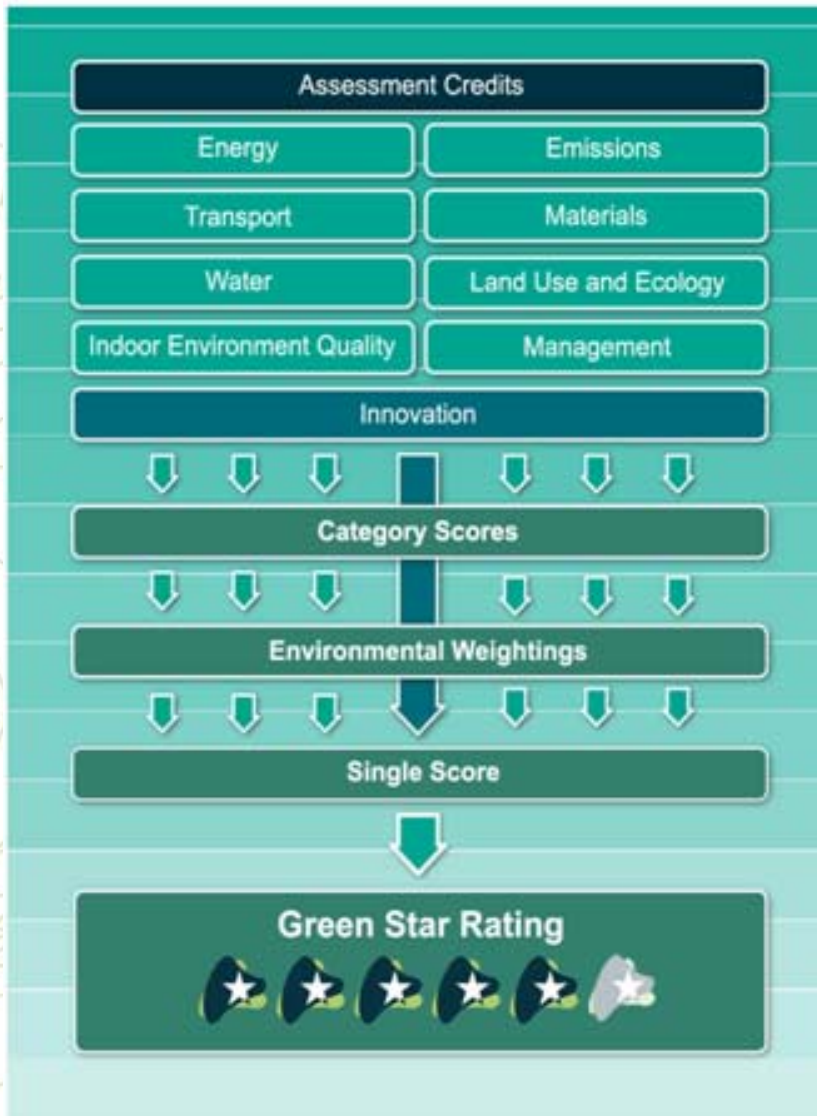 Assessment Credits
Energy
Emissions
Transport
Materials
Water
Land Use and Ecology
Indoor Environment Quality
Management
Innovation
Category Scores
Environmental Weightings
Single Score
Green Star Rating